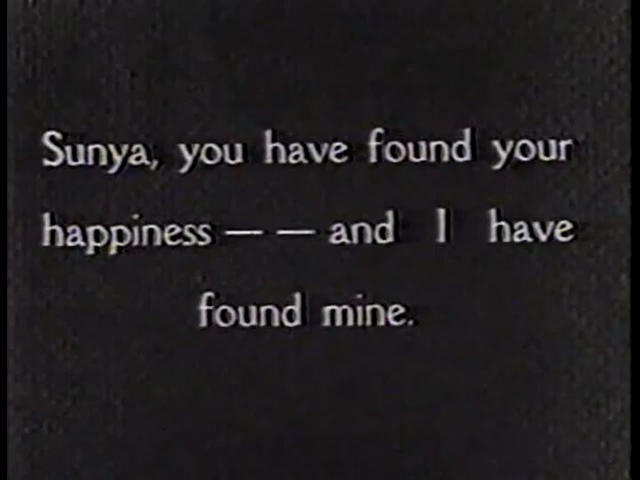 Sunya, you have found your
happiness — — and I have
found mine.